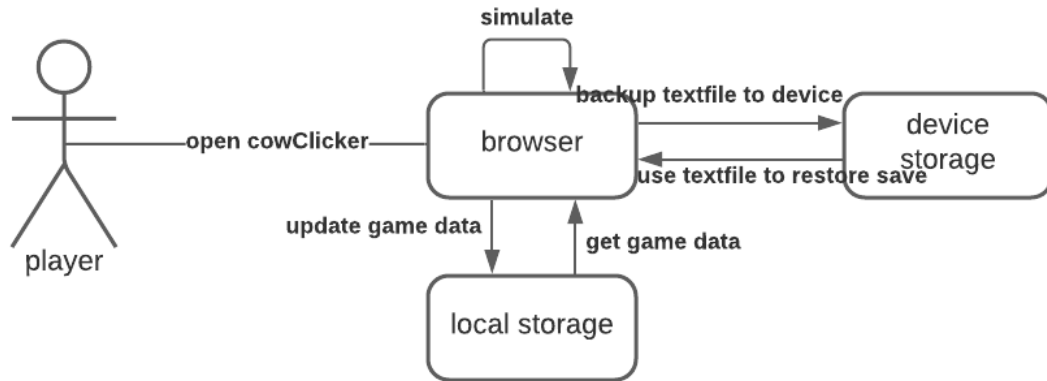 simulate
backup textfile to device
open cowClicker
browser
device
storage
use textfile to restore save
update game data
get game data
player
local storage